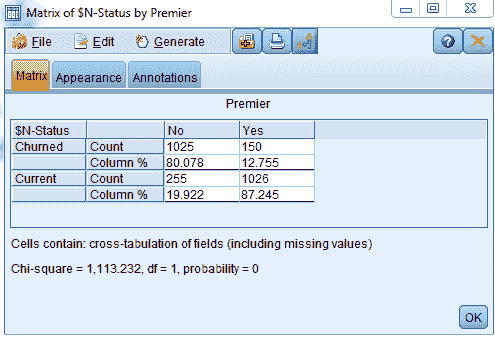 Matrix of $N-Status by Premier
File Edit Generate
Matrix Appearance Annotations
Premier
$N-Status No Yes
Churned Count 1025 150
Column % 80.078 12.755
Current Count 255 1026
Column % 19.922 87.245
Cells contain: cross-tabulation of fields (including missing values)
Chi-square = 1,113.232, df = 1, probability = 0
OK